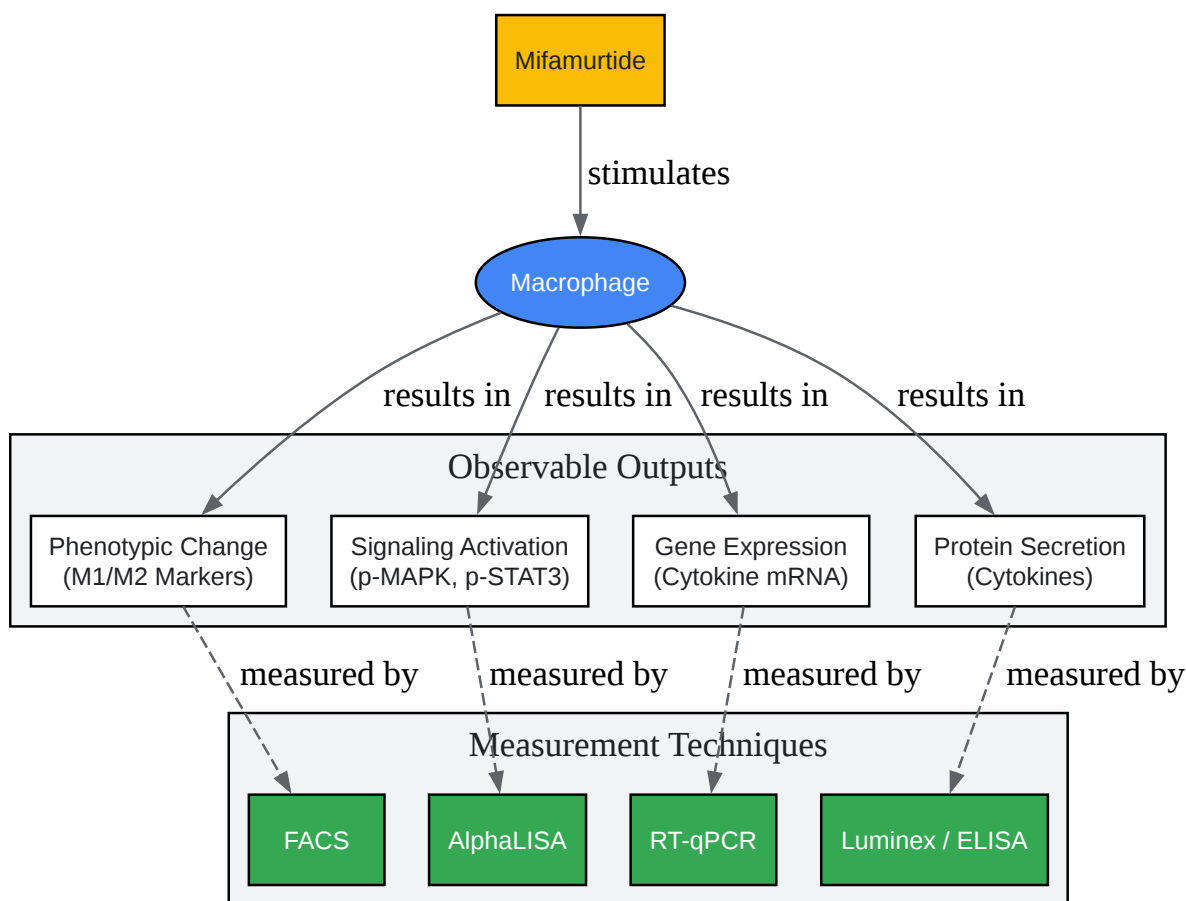 Mifamurtide
stimulates
Macrophage
results in
results in
results in
results in
Observable Outputs
Phenotypic Change
(M1/M2 Markers)
Signaling Activation
(p-MAPK, p-STAT3)
Gene Expression
(Cytokine mRNA)
Protein Secretion
(Cytokines)
measured by
measured by
measured by
measured by
Measurement Techniques
FACS
AlphaLISA
RT-qPCR
Luminex / ELISA